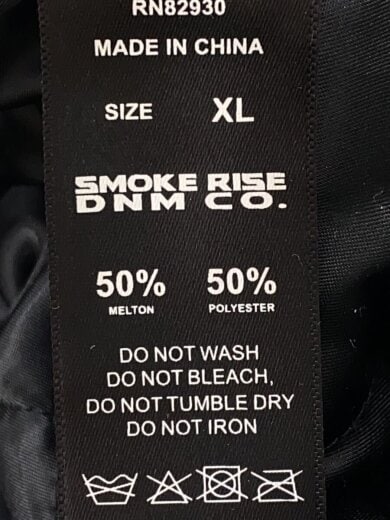 RN82930
MADE IN CHINA
SIZE XL
SMOKE RISE
DNM CO.
50% 50%
MELTON POLYESTER
DO NOT WASH
DO NOT BLEACH,
DO NOT TUMBLE DRY
DO NOT IRON